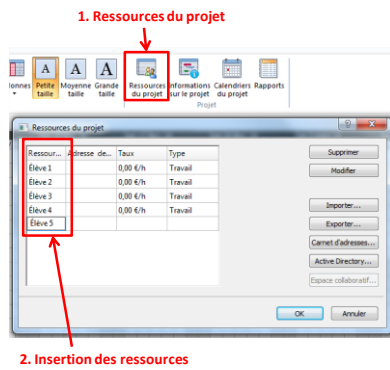 1. Ressources du projet
A A A
onnes Petite taille Moyenne taille Grande taille Ressources du projet Informations sur le projet Calendriers du projet Rapports
Projet
Ressources du projet
Ressour... Adresse de... Taux Type
Élève 1 0,00 €/h Travail
Élève 2 0,00 €/h Travail
Élève 3 0,00 €/h Travail
Élève 4 0,00 €/h Travail
Élève 5
Supprimer
Modifier
Importer...
Exporter...
Carnet d'adresses...
Active Directory...
Espace collaboratif...
OK Annuler
2. Insertion des ressources